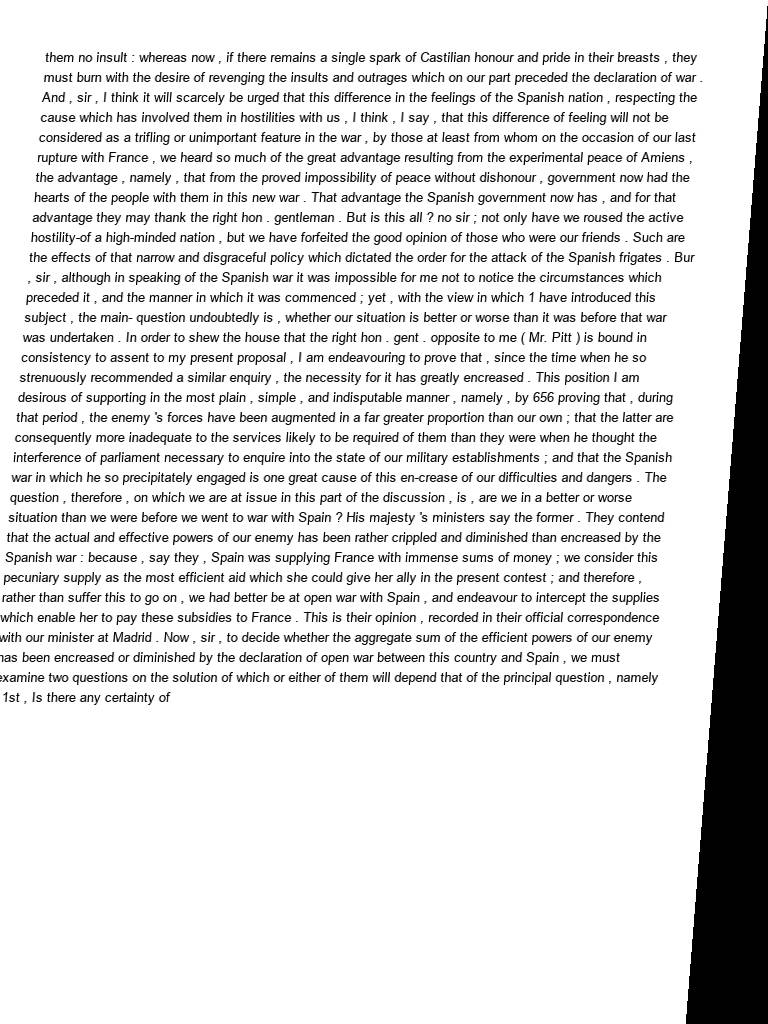 them no insult : whereas now , if there remains a single spark of Castilian honour and pride in their breasts , they
must burn with the desire of revenging the insults and outrages which on our part preceded the declaration of war .
And , sir , I think it will scarcely be urged that this difference in the feelings of the Spanish nation , respecting the
cause which has involved them in hostilities with us , I think , I say , that this difference of feeling will not be
considered as a trifling or unimportant feature in the war , by those at least from whom on the occasion of our last
rupture with France , we heard so much of the great advantage resulting from the experimental peace of Amiens ,
the advantage , namely , that from the proved impossibility of peace without dishonour , government now had the
hearts of the people with them in this new war . That advantage the Spanish government now has , and for that
advantage they may thank the right hon . gentleman . But is this all ? no sir ; not only have we roused the active
hostility-of a high-minded nation , but we have forfeited the good opinion of those who were our friends . Such are
the effects of that narrow and disgraceful policy which dictated the order for the attack of the Spanish frigates . Bur
, sir , although in speaking of the Spanish war it was impossible for me not to notice the circumstances which
preceded it , and the manner in which it was commenced ; yet , with the view in which 1 have introduced this
subject , the main- question undoubtedly is , whether our situation is better or worse than it was before that war
was undertaken . In order to shew the house that the right hon . gent . opposite to me ( Mr. Pitt ) is bound in
consistency to assent to my present proposal , I am endeavouring to prove that , since the time when he so
strenuously recommended a similar enquiry , the necessity for it has greatly encreased . This position I am
desirous of supporting in the most plain , simple , and indisputable manner , namely , by 656 proving that , during
that period , the enemy 's forces have been augmented in a far greater proportion than our own ; that the latter are
consequently more inadequate to the services likely to be required of them than they were when he thought the
interference of parliament necessary to enquire into the state of our military establishments ; and that the Spanish
war in which he so precipitately engaged is one great cause of this en-crease of our difficulties and dangers . The
question , therefore , on which we are at issue in this part of the discussion , is , are we in a better or worse
situation than we were before we went to war with Spain ? His majesty 's ministers say the former . They contend
that the actual and effective powers of our enemy has been rather crippled and diminished than encreased by the
Spanish war : because , say they , Spain was supplying France with immense sums of money ; we consider this
pecuniary supply as the most efficient aid which she could give her ally in the present contest ; and therefore ,
rather than suffer this to go on , we had better be at open war with Spain , and endeavour to intercept the supplies
which enable her to pay these subsidies to France . This is their opinion , recorded in their official correspondence
with our minister at Madrid . Now , sir , to decide whether the aggregate sum of the efficient powers of our enemy
has been encreased or diminished by the declaration of open war between this country and Spain , we must
examine two questions on the solution of which or either of them will depend that of the principal question , namely
1st , Is there any certainty of